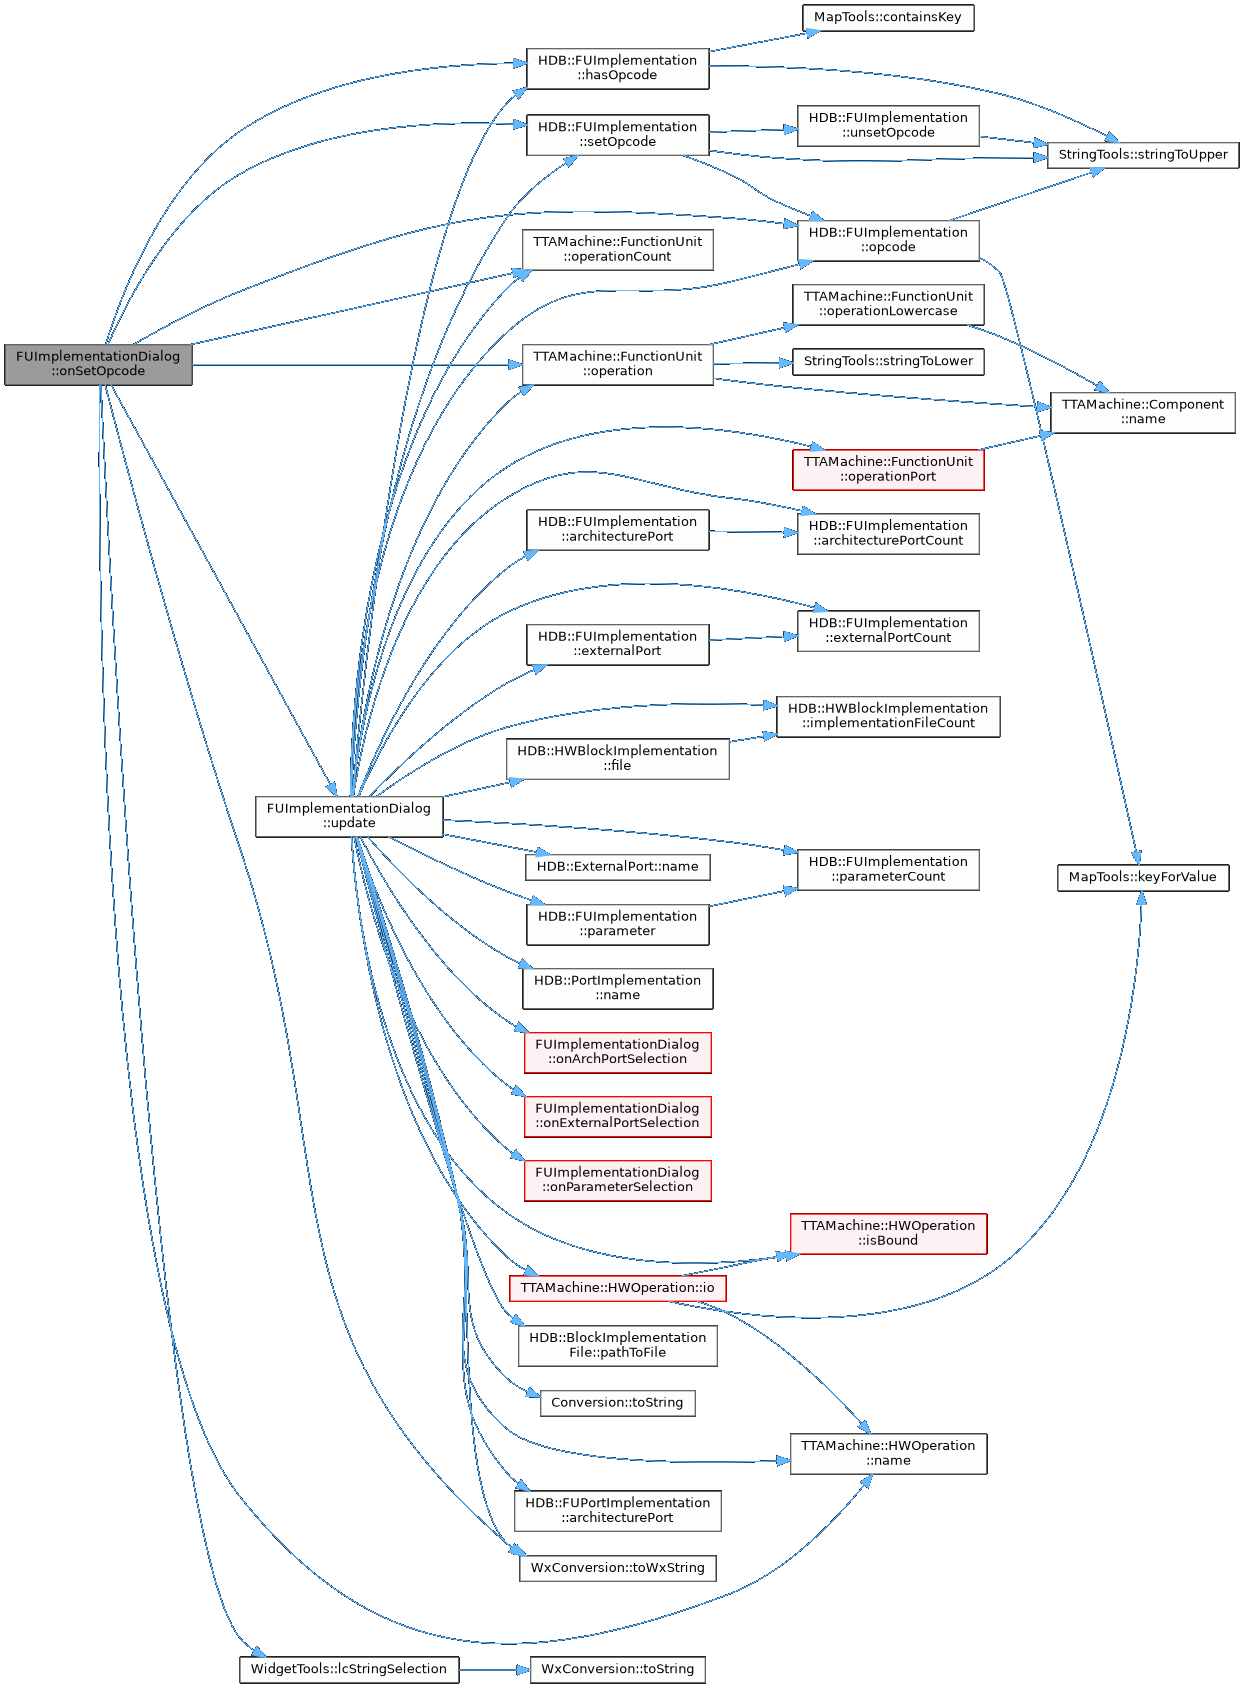 MapTools::containsKey
HDB::FUImplementation
::hasOpcode
HDB::FUImplementation
::unsetOpcode
HDB::FUImplementation
::setOpcode
StringTools::stringToUpper
HDB::FUImplementation
::opcode
TTAMachine::FunctionUnit
::operationCount
TTAMachine::FunctionUnit
::operationLowercase
FUImplementationDialog
::onSetOpcode
TTAMachine::FunctionUnit
::operation
StringTools::stringToLower
TTAMachine::Component
::name
TTAMachine::FunctionUnit
::operationPort
HDB::FUImplementation
::architecturePort
HDB::FUImplementation
::architecturePortCount
HDB::FUImplementation
::externalPortCount
HDB::FUImplementation
::externalPort
HDB::HWBlockImplementation
::implementationFileCount
HDB::HWBlockImplementation
::file
FUImplementationDialog
::update
HDB::ExternalPort::name
HDB::FUImplementation
::parameterCount
MapTools::keyForValue
HDB::FUImplementation
::parameter
HDB::PortImplementation
::name
FUImplementationDialog
::onArchPortSelection
FUImplementationDialog
::onExternalPortSelection
FUImplementationDialog
::onParameterSelection
TTAMachine::HWOperation
::isBound
TTAMachine::HWOperation::io
HDB::BlockImplementation
File::pathToFile
Conversion::toString
TTAMachine::HWOperation
::name
HDB::FUPortImplementation
::architecturePort
WxConversion::toWxString
WidgetTools::lcStringSelection
WxConversion::toString